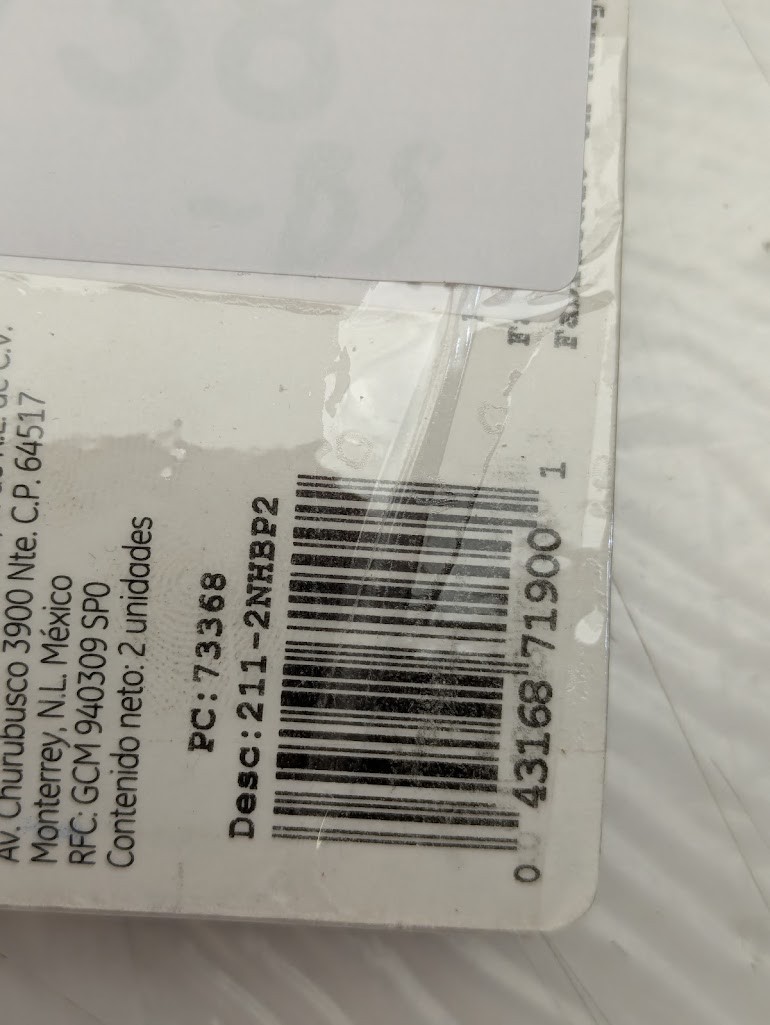 AV. Churubusco 3900 Nte. C.P. 64517
Monterrey, N.L. México
RFC: GCM 940309 SP0
Contenido neto: 2 unidades
PC:73368
Desc:211-2NHBP2
0 43168 71900 1